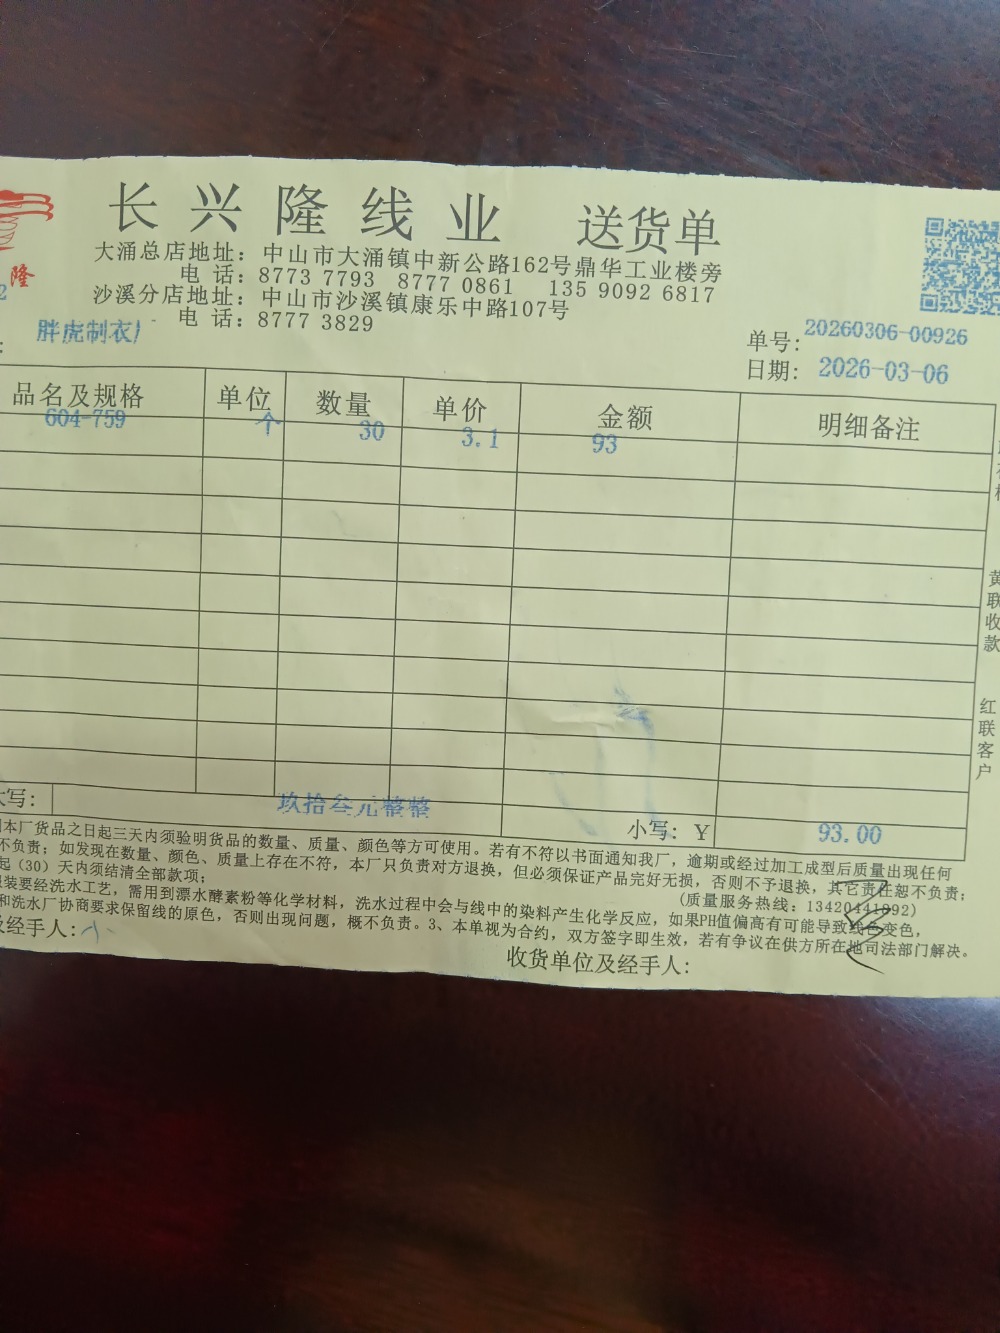 长兴隆线业 送货单
隆
大涌总店地址：中山市大涌镇中新公路162号鼎华工业楼旁
电 话：8773 7793 8777 0861 135 9092 6817
沙溪分店地址：中山市沙溪镇康乐中路107号
电 话：8777 3829
胖虎制衣厂
单号：20260306-00926
日期：2026-03-06
品名及规格 单位 数量 单价 金额 明细备注
604-759 个 30 3.1 93
黄联收款
红联客户
大写：玖拾叁元整整 小写：￥ 93.00
本厂货品之日起三天内须验明货品的数量、质量、颜色等方可使用。若有不符以书面通知我厂，逾期或经过加工成型后质量出现任何
不负责；如发现在数量、颜色、质量上存在不符，本厂只负责对方退换，但必须保证产品完好无损，否则不予退换，其它责任恕不负责；
起（30）天内须结清全部款项； (质量服务热线：13420441992)
装要经洗水工艺，需用到漂水酵素粉等化学材料，洗水过程中会与线中的染料产生化学反应，如果PH值偏高有可能导致线色变色，
和洗水厂协商要求保留线的原色，否则出现问题，概不负责。3、本单视为合约，双方签字即生效，若有争议在供方所在地司法部门解决。
及经手人：
收货单位及经手人：